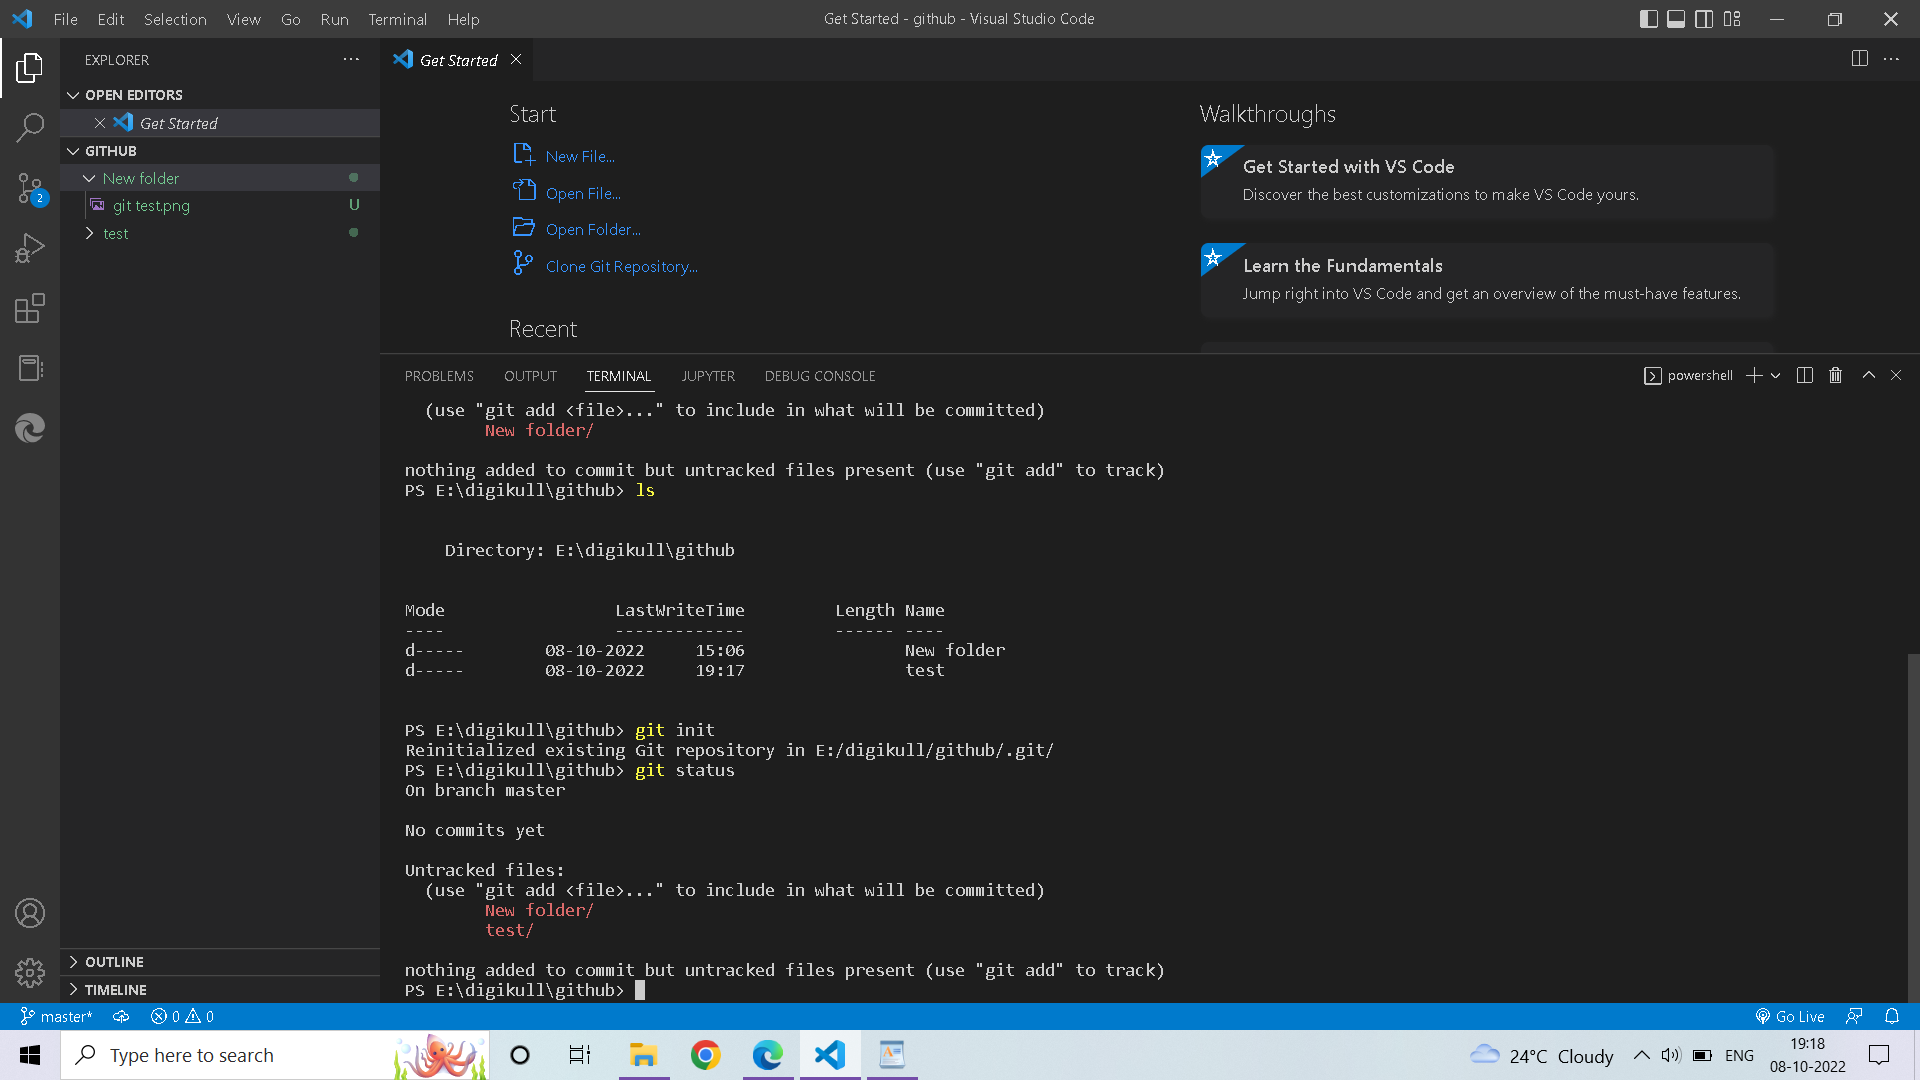 File Edit Selection View Go Run Terminal Help
Get Started - github - Visual Studio Code
EXPLORER
OPEN EDITORS
Get Started
GITHUB
New folder
git test.png U
test
OUTLINE
TIMELINE
2
Get Started
Start
New File...
Open File...
Open Folder...
Clone Git Repository...
Recent
Walkthroughs
Get Started with VS Code
Discover the best customizations to make VS Code yours.
Learn the Fundamentals
Jump right into VS Code and get an overview of the must-have features.
PROBLEMS OUTPUT TERMINAL JUPYTER DEBUG CONSOLE
powershell
(use "git add <file>..." to include in what will be committed)
New folder/
nothing added to commit but untracked files present (use "git add" to track)
PS E:\digikull\github> ls
Directory: E:\digikull\github
Mode LastWriteTime Length Name
---- ------------- ------ ----
d----- 08-10-2022 15:06 New folder
d----- 08-10-2022 19:17 test
PS E:\digikull\github> git init
Reinitialized existing Git repository in E:/digikull/github/.git/
PS E:\digikull\github> git status
On branch master
No commits yet
Untracked files:
(use "git add <file>..." to include in what will be committed)
New folder/
test/
nothing added to commit but untracked files present (use "git add" to track)
PS E:\digikull\github>
master* 0 0
Go Live
Type here to search
24°C Cloudy
ENG
19:18
08-10-2022